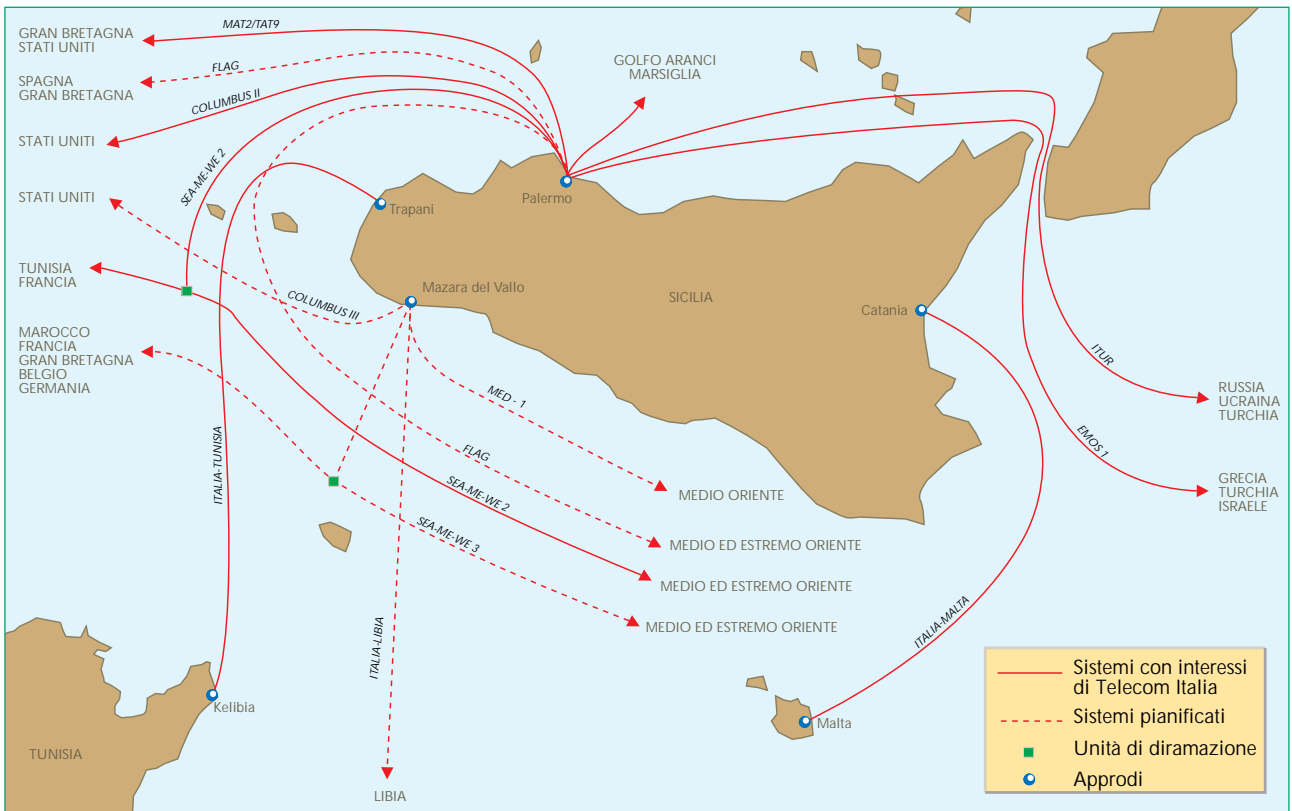 GRAN BRETAGNA
STATI UNITI
MAT2/TAT9
SPAGNA
GRAN BRETAGNA
FLAG
COLUMBUS II
STATI UNITI
SEA-ME-WE 2
GOLFO ARANCI
MARSIGLIA
STATI UNITI
Trapani
Palermo
TUNISIA
FRANCIA
COLUMBUS III
Mazara del Vallo
SICILIA
Catania
MAROCCO
FRANCIA
GRAN BRETAGNA
BELGIO
GERMANIA
ITALIA-TUNISIA
MED - 1
FLAG
SEA-ME-WE 2
SEA-ME-WE 3
ITUR
RUSSIA
UCRAINA
TURCHIA
EMOS 1
GRECIA
TURCHIA
ISRAELE
MEDIO ORIENTE
MEDIO ED ESTREMO ORIENTE
MEDIO ED ESTREMO ORIENTE
MEDIO ED ESTREMO ORIENTE
ITALIA-LIBIA
ITALIA-MALTA
Kelibia
TUNISIA
LIBIA
Malta
Sistemi con interessi
di Telecom Italia
Sistemi pianificati
Unità di diramazione
Approdi